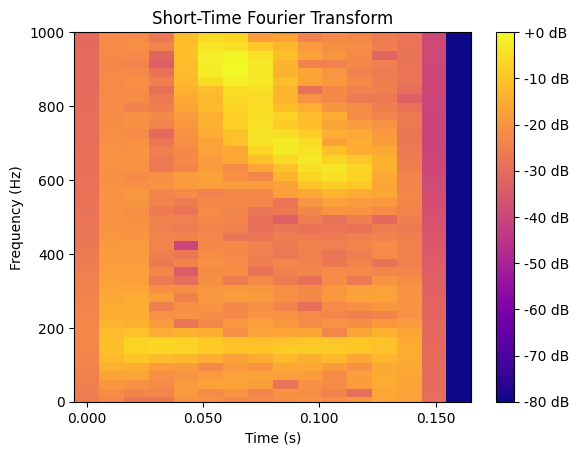 Short-Time Fourier Transform
1000
800
600
400
200
0
Frequency (Hz)
0.000
0.050
0.100
0.150
Time (s)
+0 dB
-10 dB
-20 dB
-30 dB
-40 dB
-50 dB
-60 dB
-70 dB
-80 dB